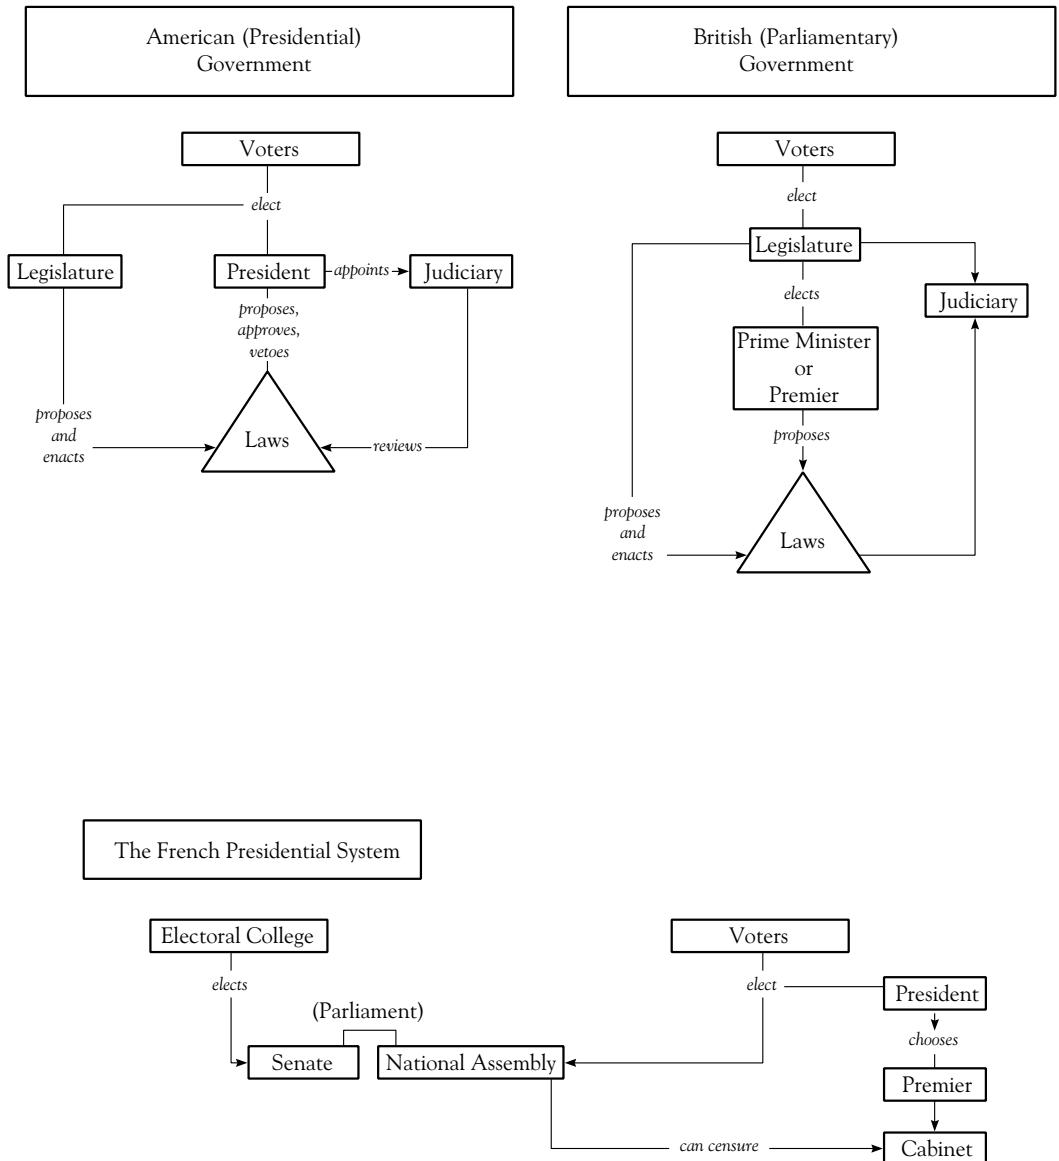 American (Presidential)
Government
Voters
elect
Legislature
President
appoints
Judiciary
proposes,
approves,
vetoes
proposes
and
enacts
Laws
reviews
British (Parliamentary)
Government
Voters
elect
Legislature
elects
Judiciary
Prime Minister
or
Premier
proposes
proposes
and
enacts
Laws
The French Presidential System
Electoral College
Voters
elects
elect
President
(Parliament)
chooses
Senate
National Assembly
Premier
can censure
Cabinet